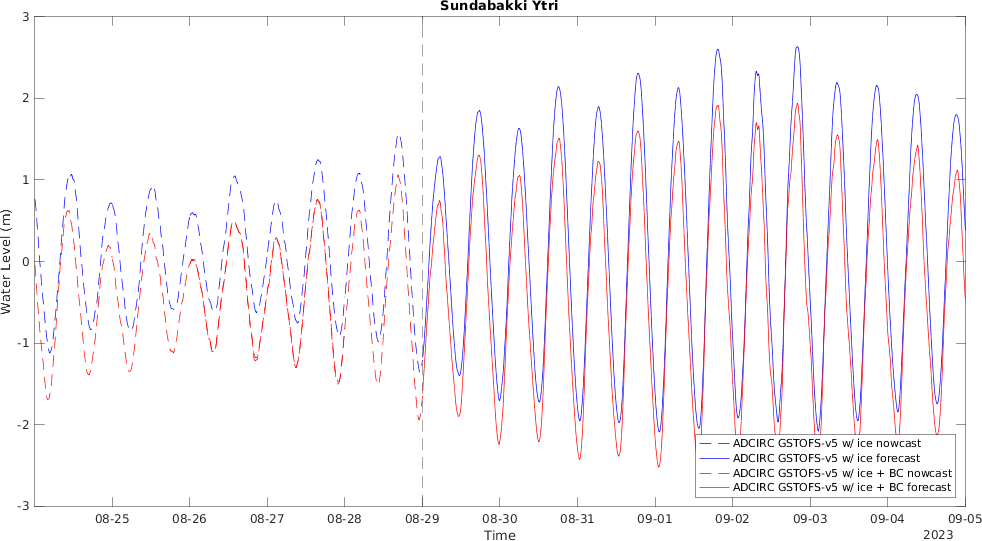 Sundabakki Ytri
3
2
1
0
-1
-2
-3
Water Level (m)
ADCIRC GSTOFS-v5 w/ ice nowcast
ADCIRC GSTOFS-v5 w/ ice forecast
ADCIRC GSTOFS-v5 w/ ice + BC nowcast
ADCIRC GSTOFS-v5 w/ ice + BC forecast
08-25 08-26 08-27 08-28 08-29 08-30 08-31 09-01 09-02 09-03 09-04 09-05
Time
2023